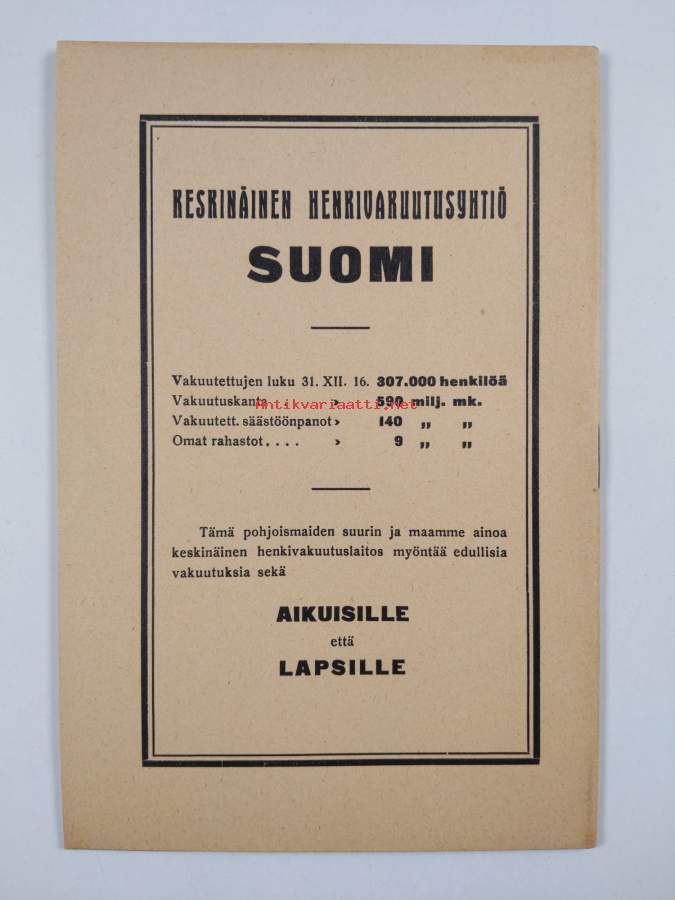 KESKINÄINEN HENKIVAKUUTUSYHTIÖ
SUOMI
Vakuutettujen luku 31. XII. 16. 307.000 henkilöä
Vakuutuskanta . . . » 590 milj. mk.
Antikvariaatti.net
Vakuutett. säästöönpanot » 140 „ „
Omat rahastot . . . . » 9 „ „
Tämä pohjoismaiden suurin ja maamme ainoa
keskinäinen henkivakuutuslaitos myöntää edullisia
vakuutuksia sekä
AIKUISILLE
että
LAPSILLE